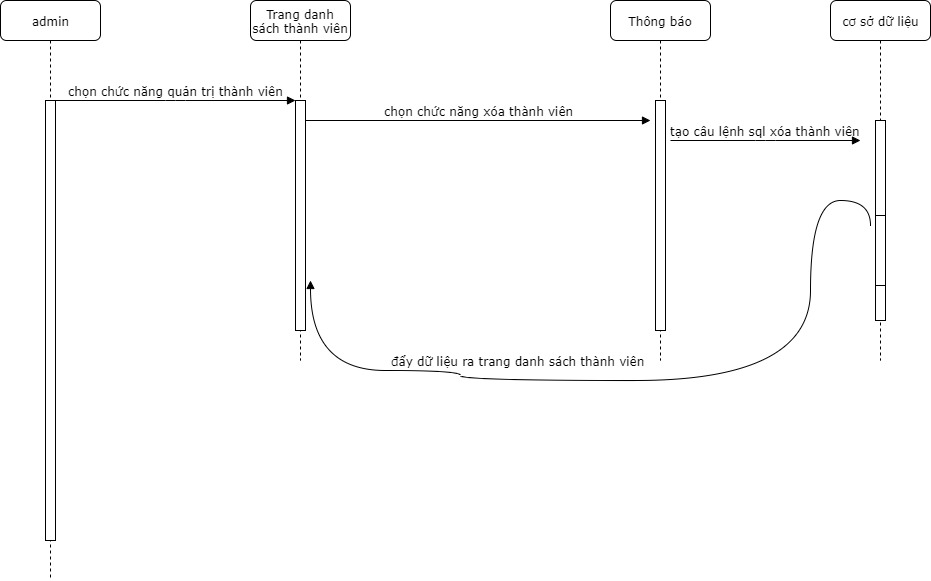 admin
Trang danh
sách thành viên
Thông báo
cơ sở dữ liệu
chọn chức năng quản trị thành viên
chọn chức năng xóa thành viên
tạo câu lệnh sql xóa thành viên
đẩy dữ liệu ra trang danh sách thành viên